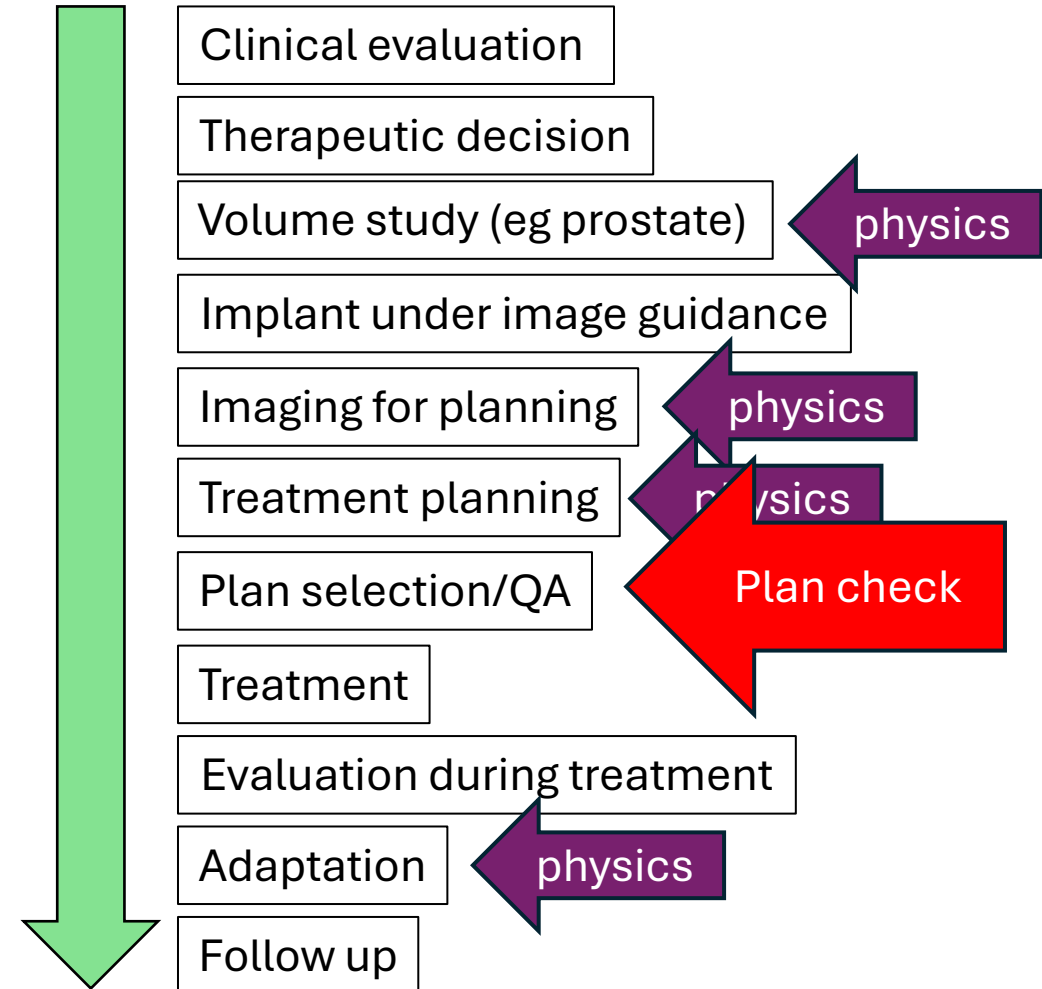 Clinical evaluation
Therapeutic decision
Volume study (eg prostate)
physics
Implant under image guidance
Imaging for planning
physics
Treatment planning
physics
Plan selection/QA
Plan check
Treatment
Evaluation during treatment
Adaptation
physics
Follow up